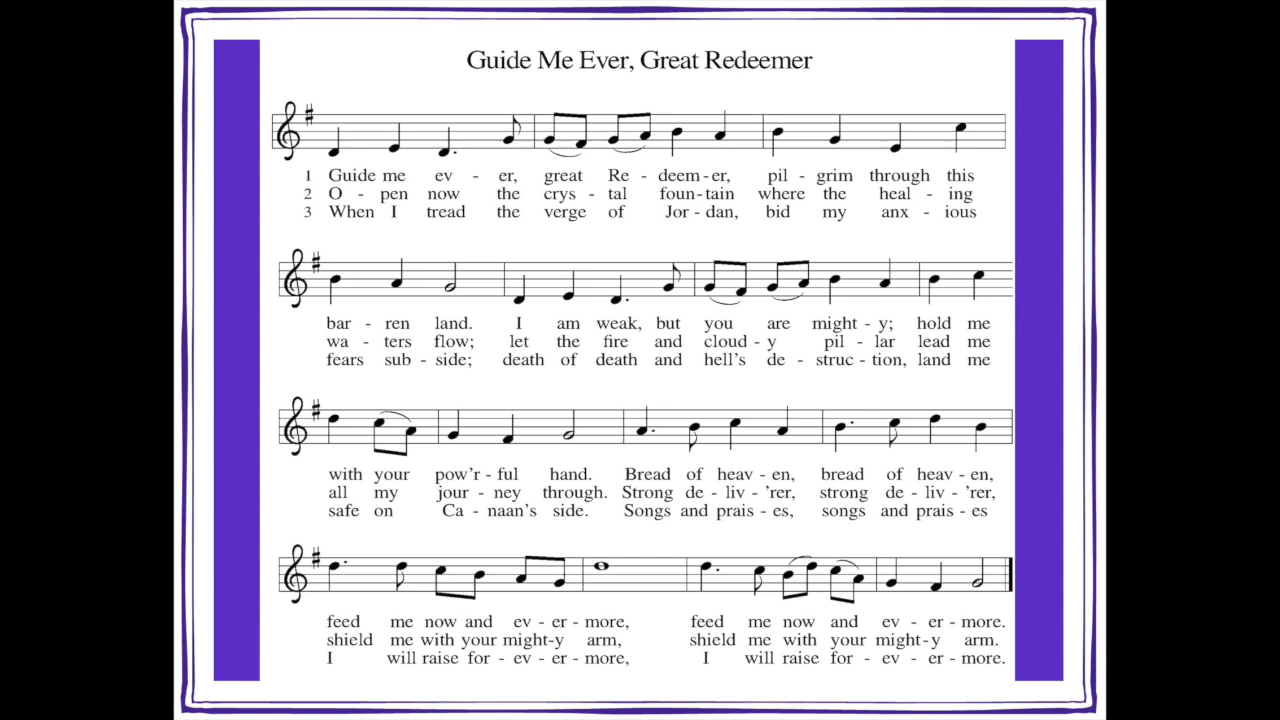 Guide Me Ever, Great Redeemer
1 Guide me ev - er, great Re - deem - er, pil - grim through this
2 O - pen now the crys - tal foun - tain where the heal - ing
3 When I tread the verge of Jor - dan, bid my anx - ious
bar - ren land. I am weak, but you are might - y; hold me
wa - ters flow; let the fire and cloud - y pil - lar lead me
fears sub - side; death of death and hell's de - struc - tion, land me
with your pow'r - ful hand. Bread of heav - en, bread of heav - en,
all my jour - ney through. Strong de - liv - 'rer, strong de - liv - 'rer,
safe on Ca - naan's side. Songs and prais - es, songs and prais - es
feed me now and ev - er - more, feed me now and ev - er - more.
shield me with your might-y arm, shield me with your might-y arm.
I will raise for - ev - er - more, I will raise for - ev - er - more.